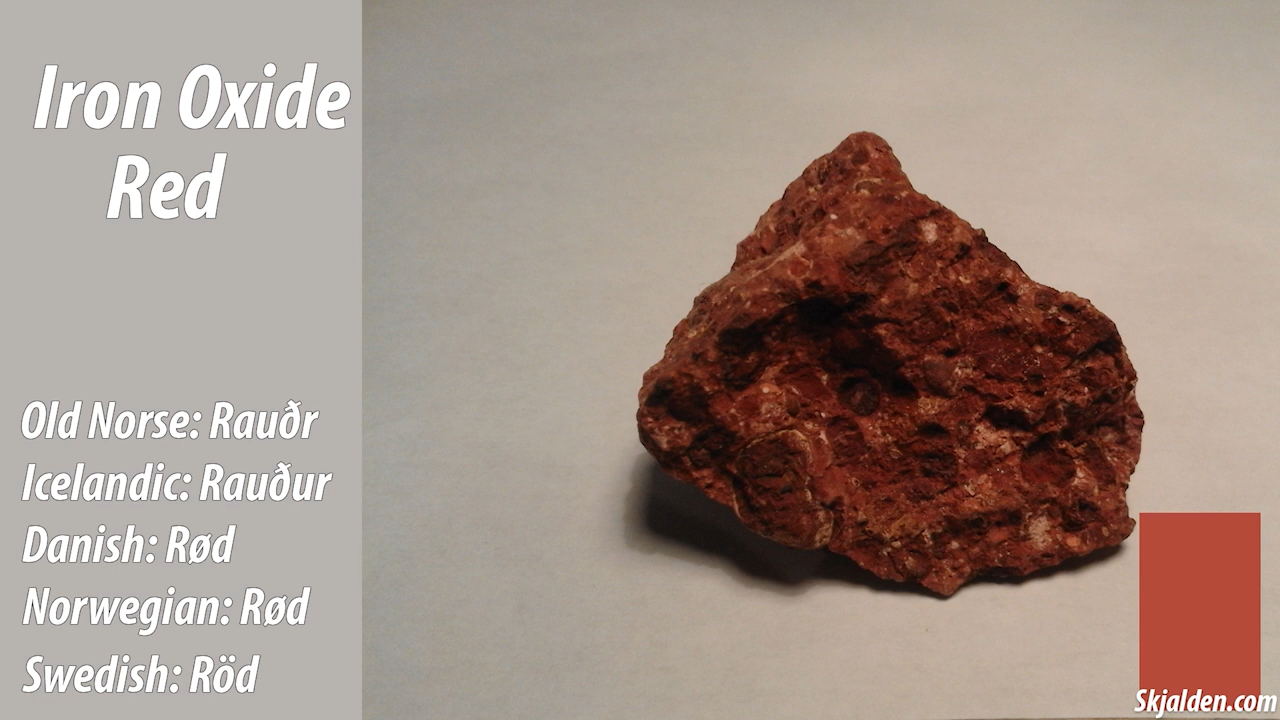 Iron Oxide
Red
Old Norse: Rauðr
Icelandic: Rauður
Danish: Rød
Norwegian: Rød
Swedish: Röd
Skjalden.com